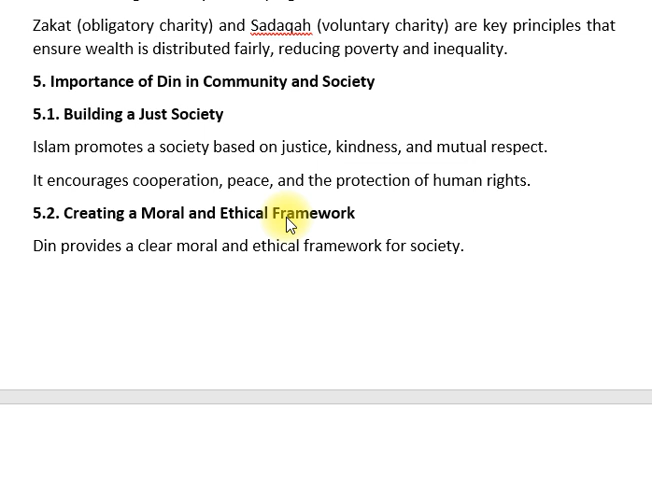 Zakat (obligatory charity) and Sadaqah (voluntary charity) are key principles that
ensure wealth is distributed fairly, reducing poverty and inequality.
5. Importance of Din in Community and Society
5.1. Building a Just Society
Islam promotes a society based on justice, kindness, and mutual respect.
It encourages cooperation, peace, and the protection of human rights.
5.2. Creating a Moral and Ethical Framework
Din provides a clear moral and ethical framework for society.